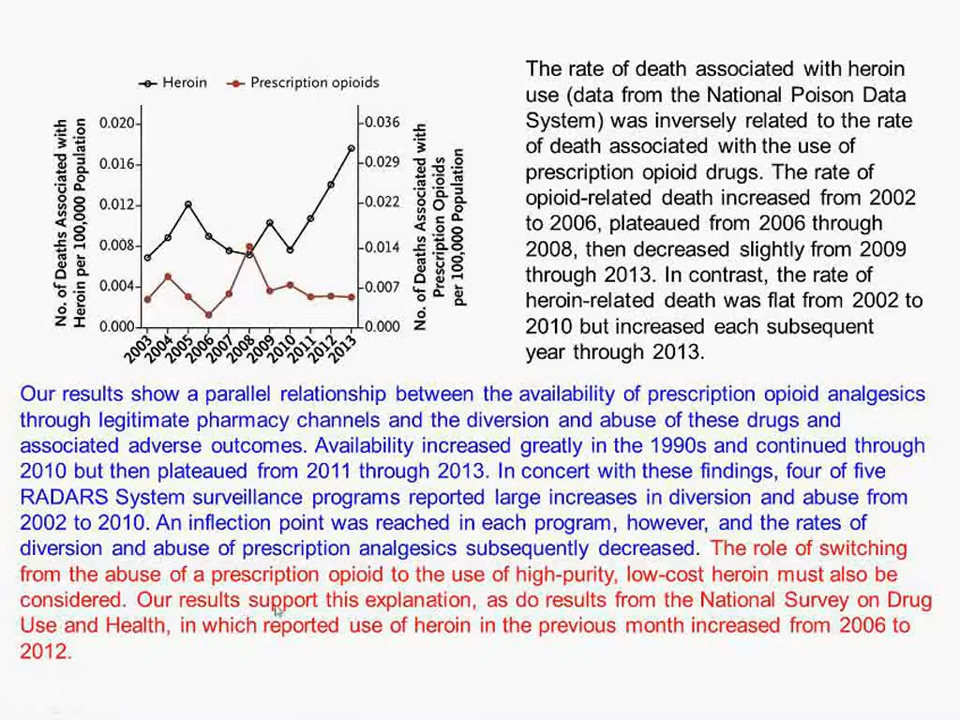 Heroin
Prescription opioids
No. of Deaths Associated with
Heroin per 100,000 Population
0.020
0.016
0.012
0.008
0.004
0.000
0.036
0.029
0.022
0.014
0.007
0.000
No. of Deaths Associated with
Prescription Opioids
per 100,000 Population
2003
2004
2005
2006
2007
2008
2009
2010
2011
2012
2013
The rate of death associated with heroin
use (data from the National Poison Data
System) was inversely related to the rate
of death associated with the use of
prescription opioid drugs. The rate of
opioid-related death increased from 2002
to 2006, plateaued from 2006 through
2008, then decreased slightly from 2009
through 2013. In contrast, the rate of
heroin-related death was flat from 2002 to
2010 but increased each subsequent
year through 2013.
Our results show a parallel relationship between the availability of prescription opioid analgesics
through legitimate pharmacy channels and the diversion and abuse of these drugs and
associated adverse outcomes. Availability increased greatly in the 1990s and continued through
2010 but then plateaued from 2011 through 2013. In concert with these findings, four of five
RADARS System surveillance programs reported large increases in diversion and abuse from
2002 to 2010. An inflection point was reached in each program, however, and the rates of
diversion and abuse of prescription analgesics subsequently decreased. The role of switching
from the abuse of a prescription opioid to the use of high-purity, low-cost heroin must also be
considered. Our results support this explanation, as do results from the National Survey on Drug
Use and Health, in which reported use of heroin in the previous month increased from 2006 to
2012.